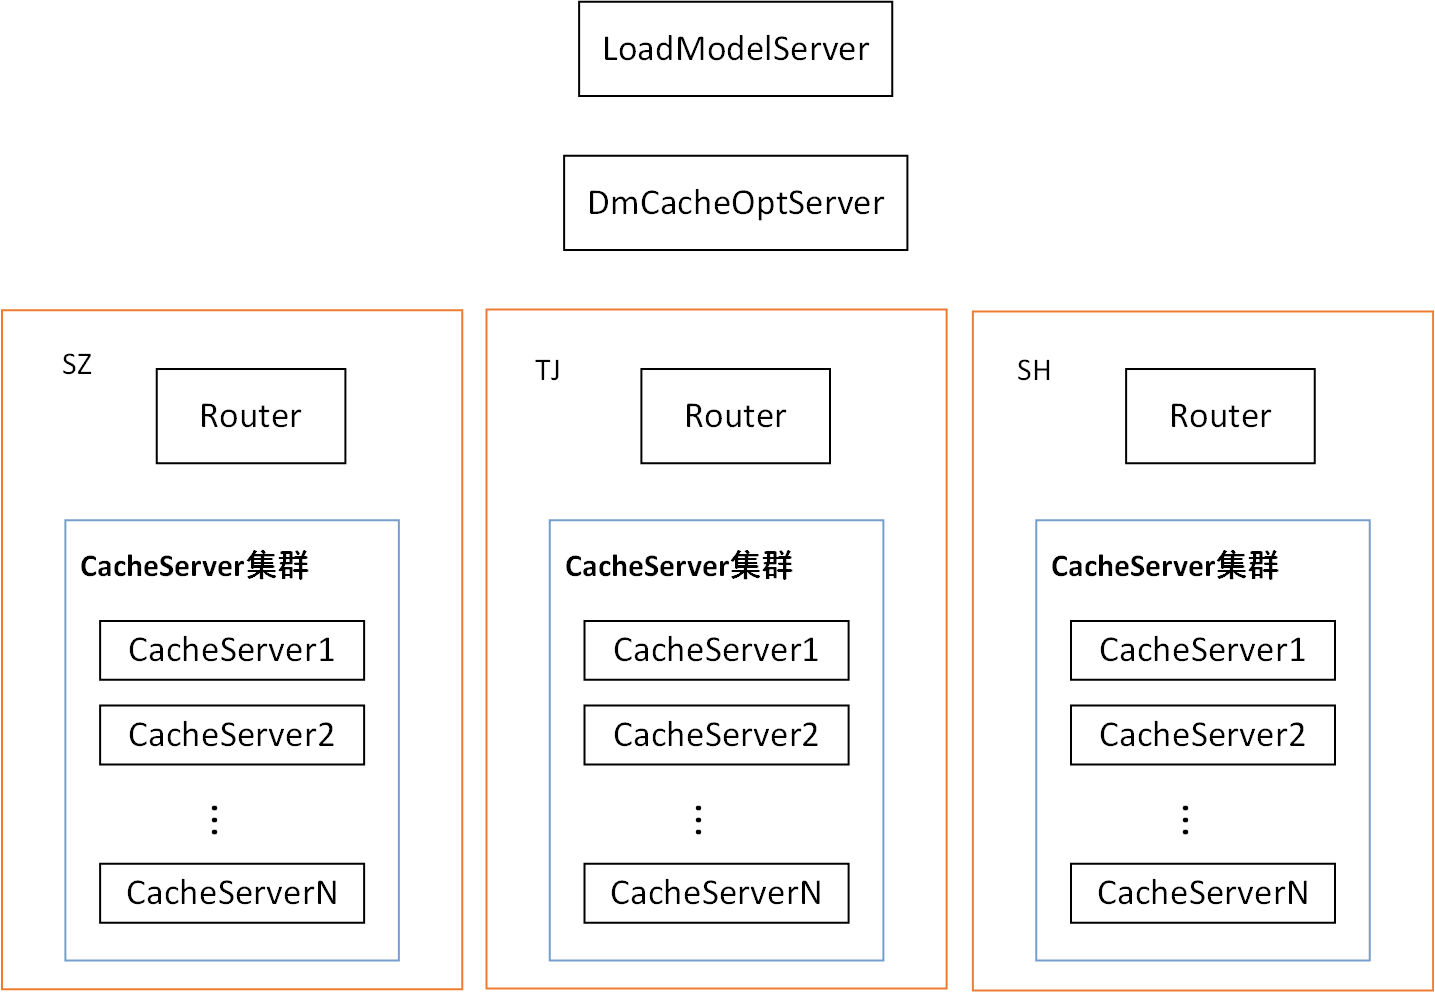 LoadModelServer
DmCacheOptServer
SZ
Router
CacheServer集群
CacheServer1
CacheServer2
⋮
CacheServerN
TJ
Router
CacheServer集群
CacheServer1
CacheServer2
⋮
CacheServerN
SH
Router
CacheServer集群
CacheServer1
CacheServer2
⋮
CacheServerN